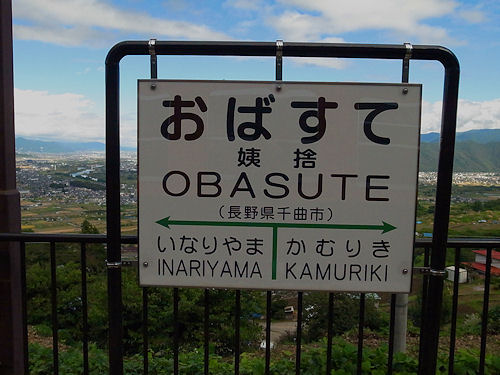 おばすて
姨捨
OBASUTE
（長野県千曲市）
いなりやま かむりき
INARIYAMA KAMURIKI